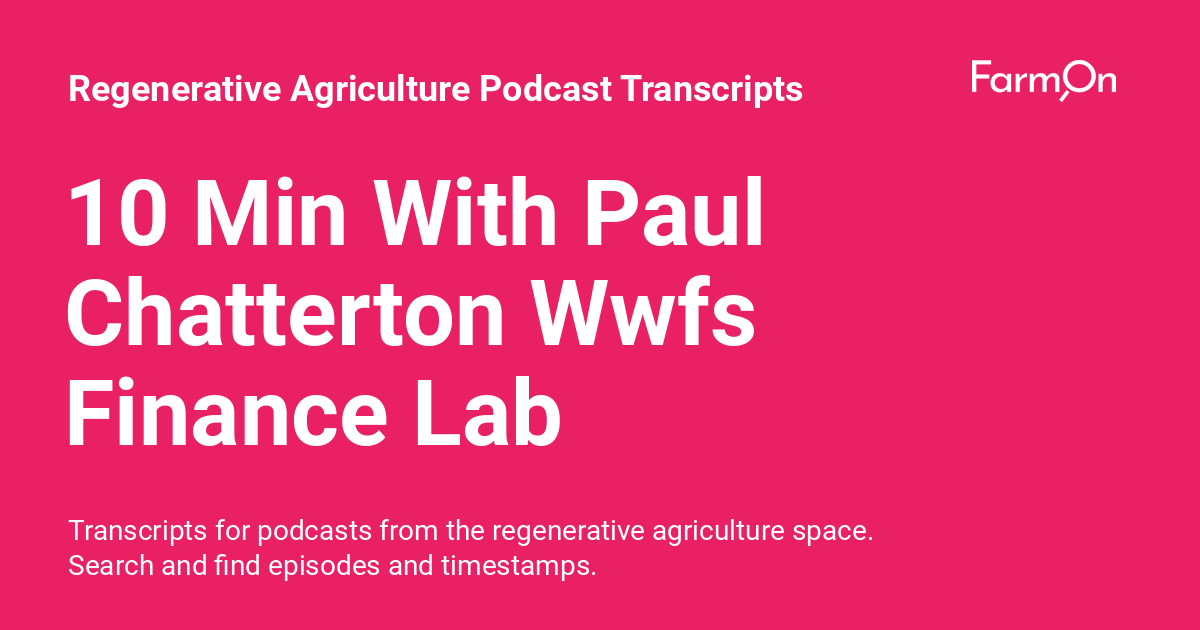 Regenerative Agriculture Podcast Transcripts
FarmOn
10 Min With Paul
Chatterton Wwfs
Finance Lab
Transcripts for podcasts from the regenerative agriculture space.
Search and find episodes and timestamps.